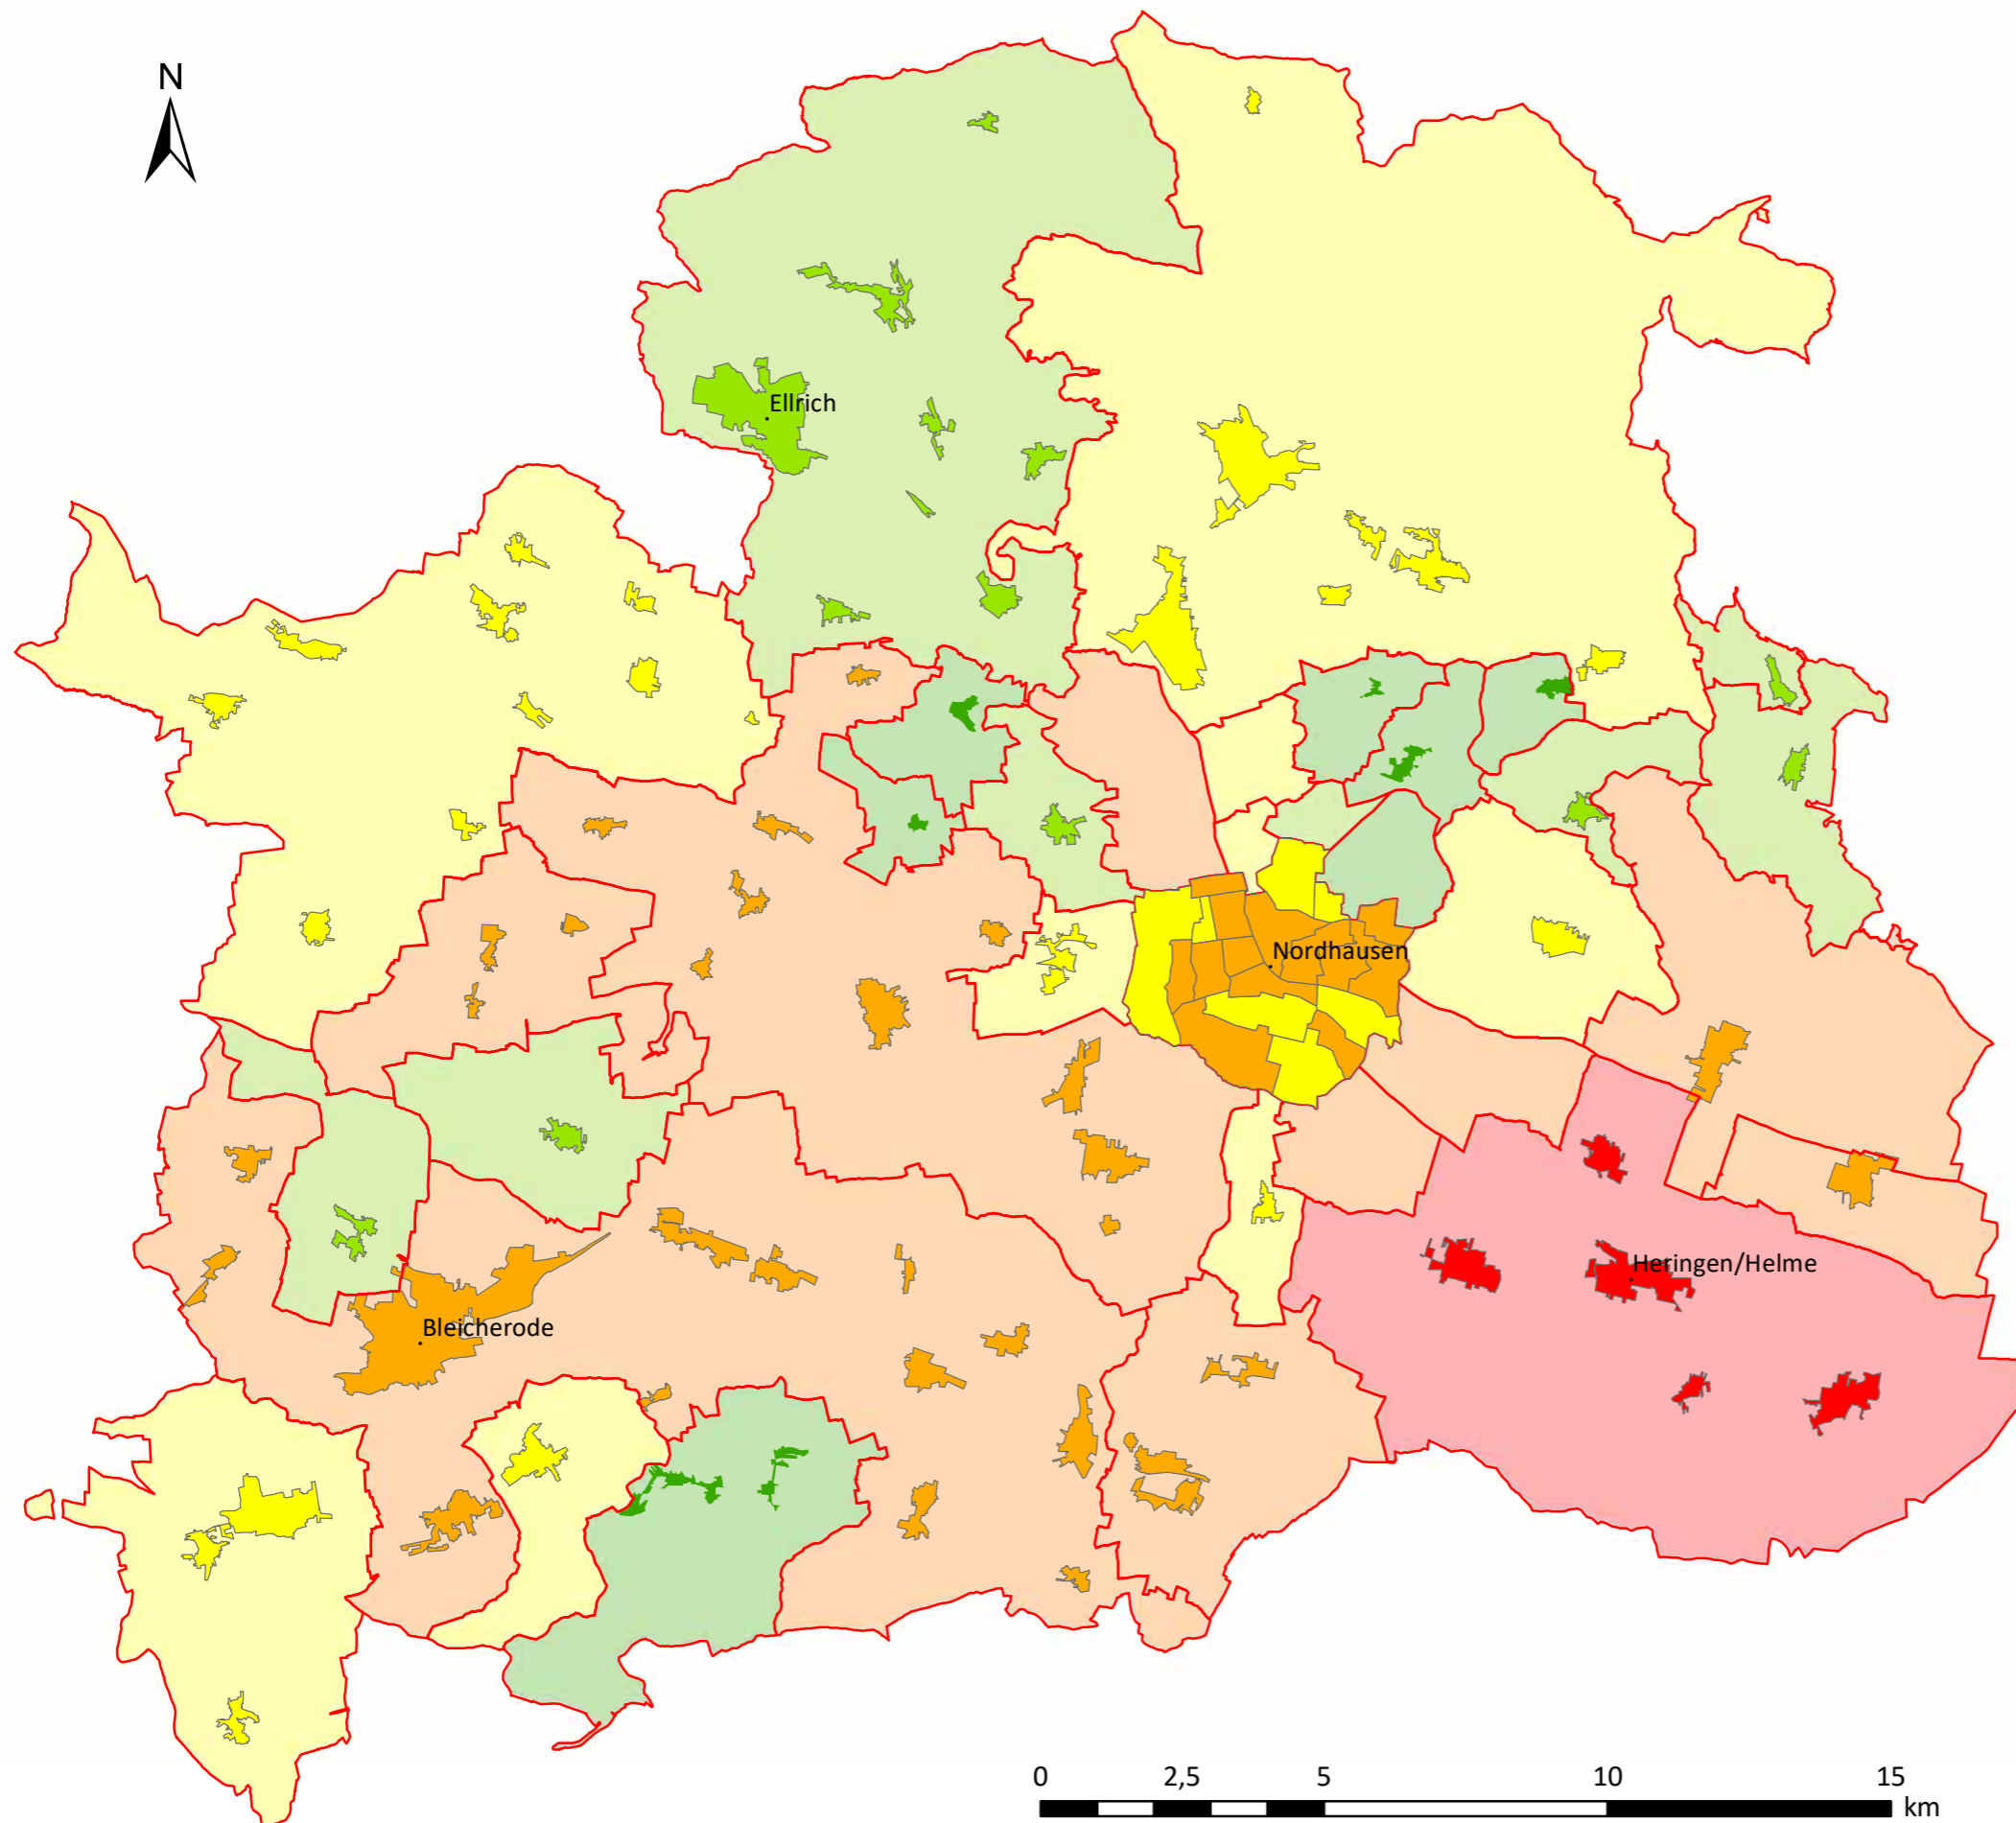 N
Ellrich
Nordhausen
Heringen/Helme
Bleicherode
0 2,5 5 10 15
km